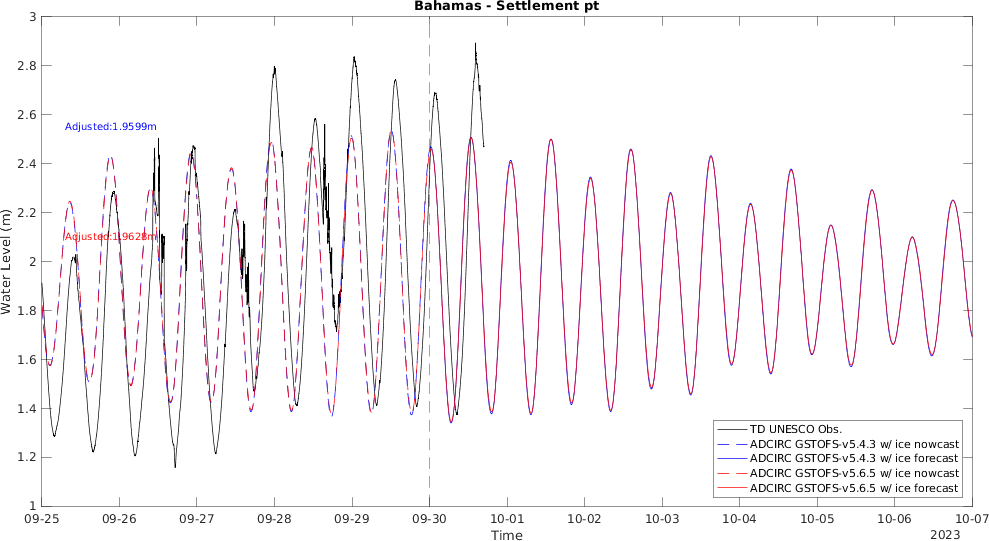 Bahamas - Settlement pt
Water Level (m)
3
2.8
2.6
2.4
2.2
2
1.8
1.6
1.4
1.2
1
Adjusted:1.9599m
Adjusted:1.9628m
TD UNESCO Obs.
ADCIRC GSTOFS-v5.4.3 w/ ice nowcast
ADCIRC GSTOFS-v5.4.3 w/ ice forecast
ADCIRC GSTOFS-v5.6.5 w/ ice nowcast
ADCIRC GSTOFS-v5.6.5 w/ ice forecast
09-25 09-26 09-27 09-28 09-29 09-30 10-01 10-02 10-03 10-04 10-05 10-06 10-07
Time
2023